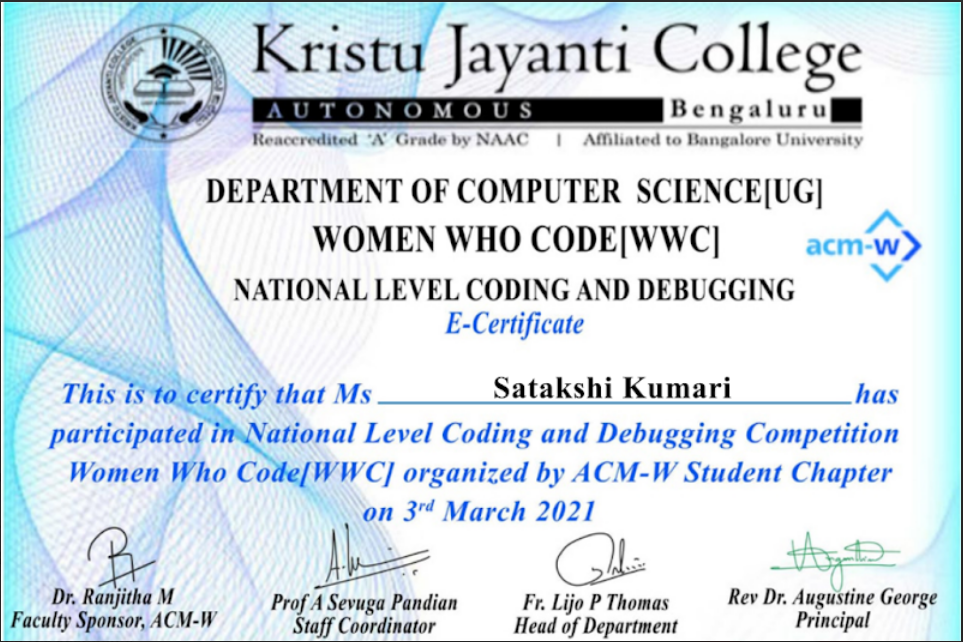 Kristu Jayanti College
AUTONOMOUS Bengaluru
Reaccredited 'A' Grade by NAAC | Affiliated to Bangalore University
DEPARTMENT OF COMPUTER SCIENCE[UG]
WOMEN WHO CODE[WWC]
acm-w
NATIONAL LEVEL CODING AND DEBUGGING
E-Certificate
This is to certify that Ms Satakshi Kumari has
participated in National Level Coding and Debugging Competition
Women Who Code[WWC] organized by ACM-W Student Chapter
on 3rd March 2021
Dr. Ranjitha M
Faculty Sponsor, ACM-W
Prof A Sevuga Pandian
Staff Coordinator
Fr. Lijo P Thomas
Head of Department
Rev Dr. Augustine George
Principal